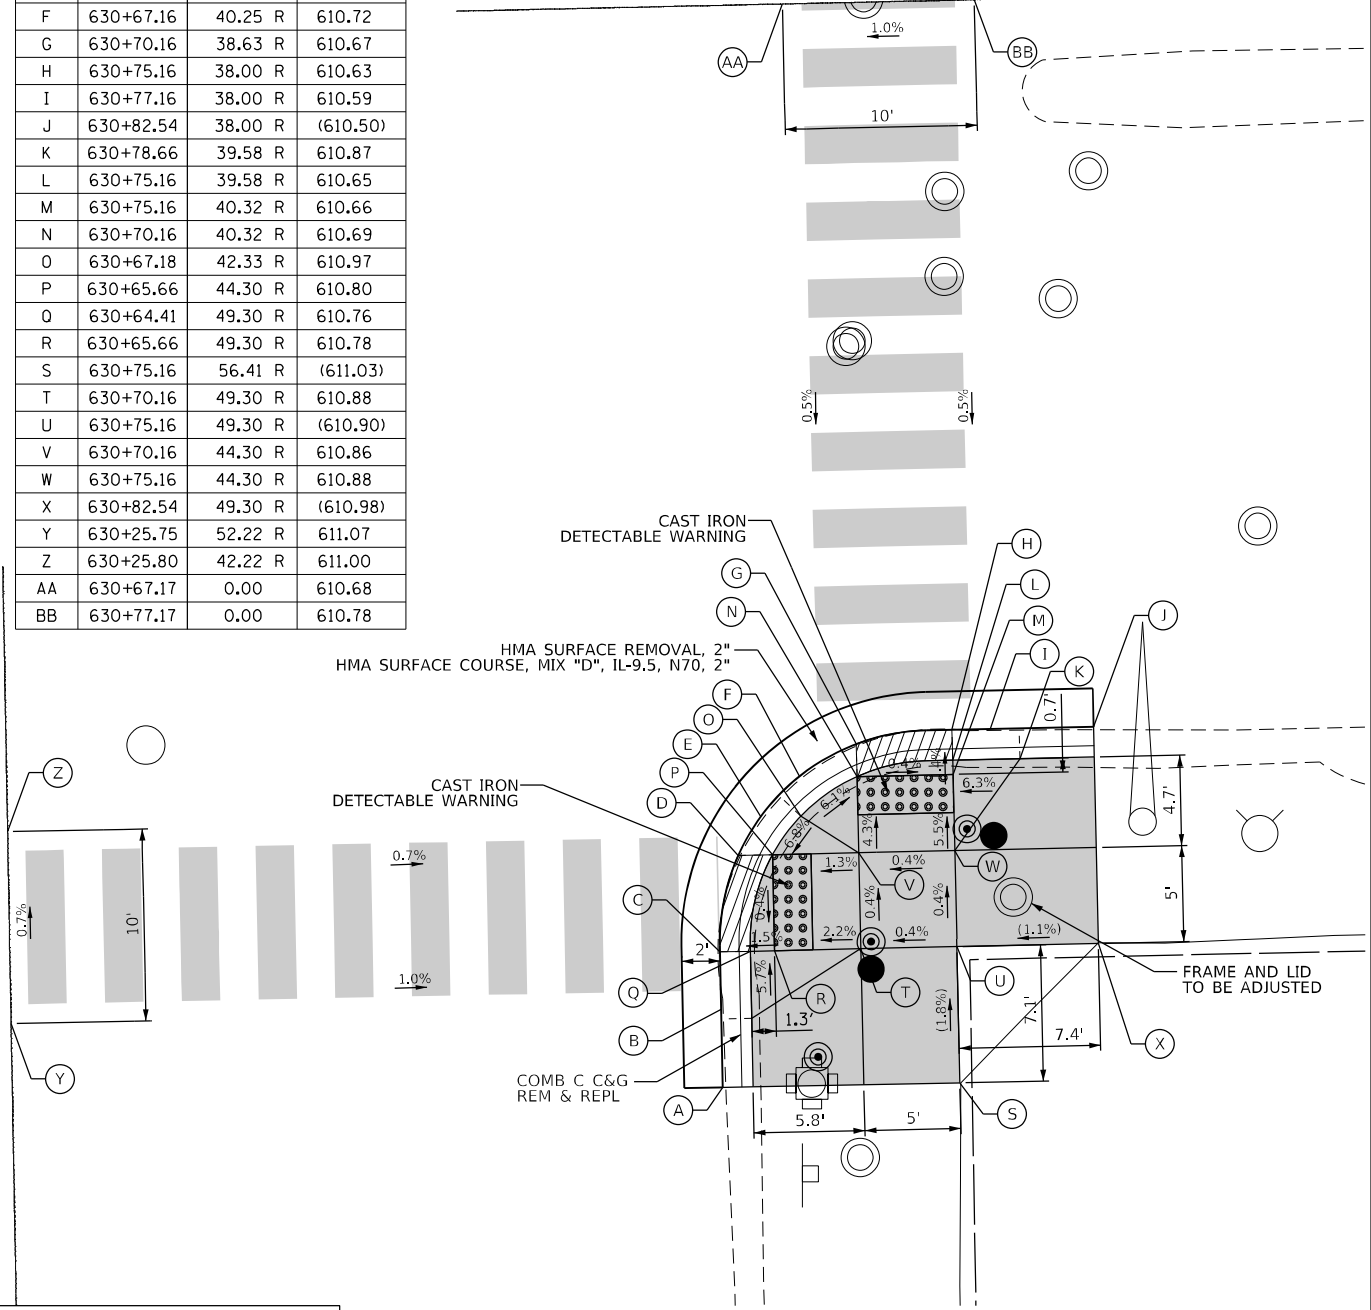 F 630+67.16 40.25 R 610.72
G 630+70.16 38.63 R 610.67
H 630+75.16 38.00 R 610.63
I 630+77.16 38.00 R 610.59
J 630+82.54 38.00 R (610.50)
K 630+78.66 39.58 R 610.87
L 630+75.16 39.58 R 610.65
M 630+75.16 40.32 R 610.66
N 630+70.16 40.32 R 610.69
O 630+67.18 42.33 R 610.97
P 630+65.66 44.30 R 610.80
Q 630+64.41 49.30 R 610.76
R 630+65.66 49.30 R 610.78
S 630+75.16 56.41 R (611.03)
T 630+70.16 49.30 R 610.88
U 630+75.16 49.30 R (610.90)
V 630+70.16 44.30 R 610.86
W 630+75.16 44.30 R 610.88
X 630+82.54 49.30 R (610.98)
Y 630+25.75 52.22 R 611.07
Z 630+25.80 42.22 R 611.00
AA 630+67.17 0.00 610.68
BB 630+77.17 0.00 610.78
1.0%
AA
BB
10'
0.5%
0.5%
CAST IRON
DETECTABLE WARNING
H
G
L
N
M
J
HMA SURFACE REMOVAL, 2"
HMA SURFACE COURSE, MIX "D", IL-9.5, N70, 2"
I
K
F
0.7'
O
E
P
Z
CAST IRON
DETECTABLE WARNING
D
0.4%
6.3%
6.1%
6.8%
4.3%
5.5%
4.7'
0.7%
1.3%
0.4%
W
V
C
10'
0.7%
0.4%
0.4%
0.4%
5'
2.2%
0.4%
(1.1%)
1.5%
2'
1.0%
5.7%
FRAME AND LID
TO BE ADJUSTED
Q
R
T
U
(1.8%)
7.1'
1.3'
7.4'
B
X
Y
COMB C C&G
REM & REPL
A
S
5.8'
5'